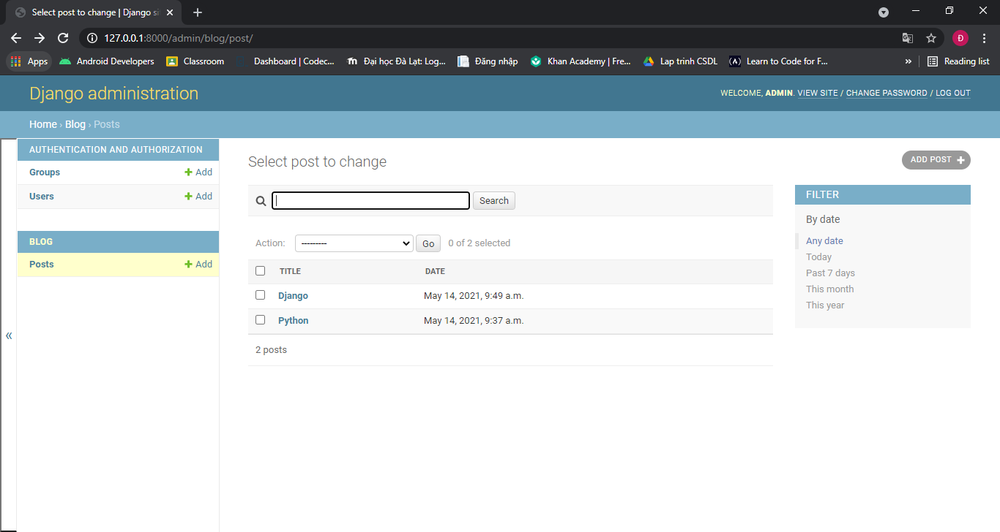 Select post to change | Django si
127.0.0.1:8000/admin/blog/post/
Đ
Apps Android Developers Classroom Dashboard | Codec... Đại học Đà Lạt: Log... Đăng nhập Khan Academy | Fre... Lap trinh CSDL Learn to Code for F... » Reading list
Django administration
WELCOME, ADMIN. VIEW SITE / CHANGE PASSWORD / LOG OUT
Home › Blog › Posts
AUTHENTICATION AND AUTHORIZATION
Groups + Add
Users + Add
BLOG
Posts + Add
«
Select post to change
ADD POST +
Search
Action: --------- Go 0 of 2 selected
TITLE DATE
Django May 14, 2021, 9:49 a.m.
Python May 14, 2021, 9:37 a.m.
2 posts
FILTER
By date
Any date
Today
Past 7 days
This month
This year